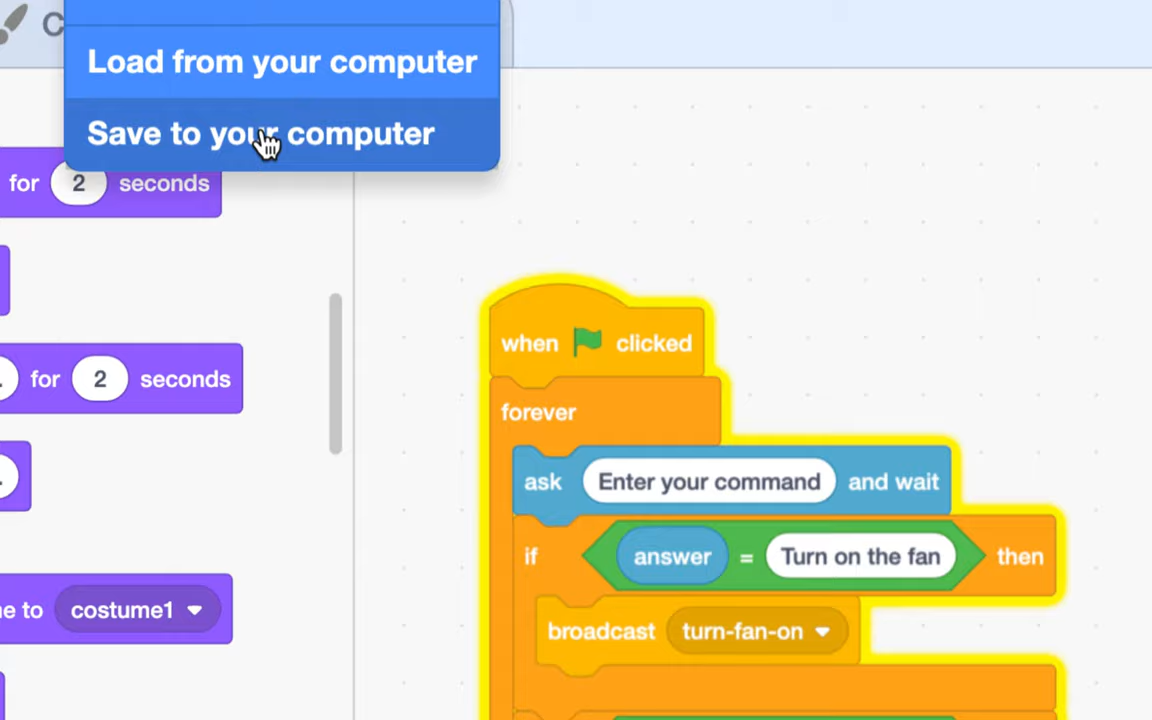 C
Load from your computer
Save to your computer
for 2 seconds
when clicked
for 2 seconds
forever
ask Enter your command and wait
if answer = Turn on the fan then
e to costume1
broadcast turn-fan-on